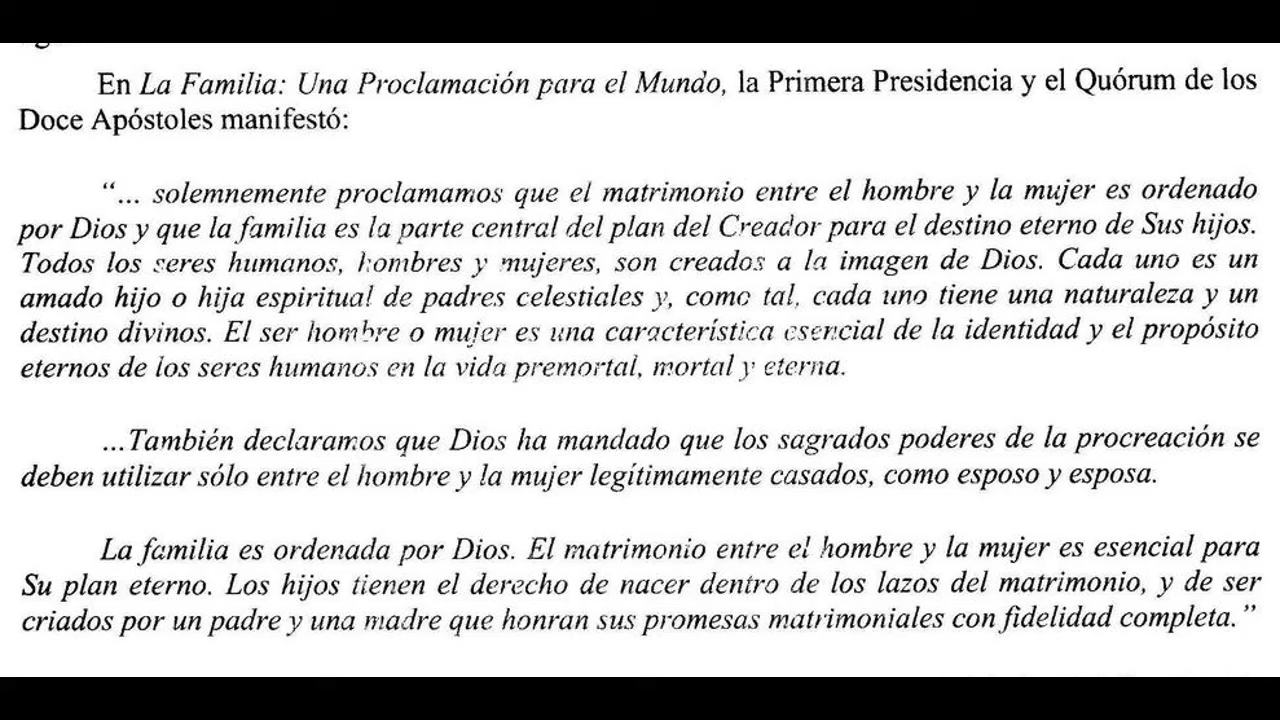 En La Familia: Una Proclamación para el Mundo, la Primera Presidencia y el Quórum de los
Doce Apóstoles manifestó:
“... solemnemente proclamamos que el matrimonio entre el hombre y la mujer es ordenado
por Dios y que la familia es la parte central del plan del Creador para el destino eterno de Sus hijos.
Todos los seres humanos, hombres y mujeres, son creados a la imagen de Dios. Cada uno es un
amado hijo o hija espiritual de padres celestiales y, como tal, cada uno tiene una naturaleza y un
destino divinos. El ser hombre o mujer es una característica esencial de la identidad y el propósito
eternos de los seres humanos en la vida premortal, mortal y eterna.
...También declaramos que Dios ha mandado que los sagrados poderes de la procreación se
deben utilizar sólo entre el hombre y la mujer legítimamente casados, como esposo y esposa.
La familia es ordenada por Dios. El matrimonio entre el hombre y la mujer es esencial para
Su plan eterno. Los hijos tienen el derecho de nacer dentro de los lazos del matrimonio, y de ser
criados por un padre y una madre que honran sus promesas matrimoniales con fidelidad completa.”